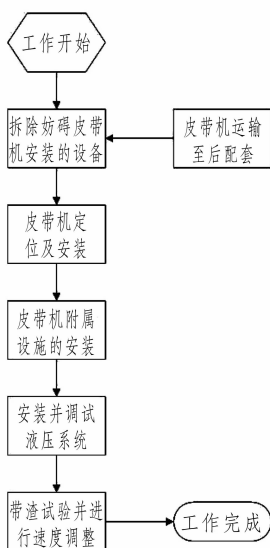 工作开始
拆除妨碍皮带
机安装的设备
皮带机运输
至后配套
皮带机定
位及安装
皮带机附属
设施的安装
安装并调试
液压系统
带渣试验并进
行速度调整
工作完成